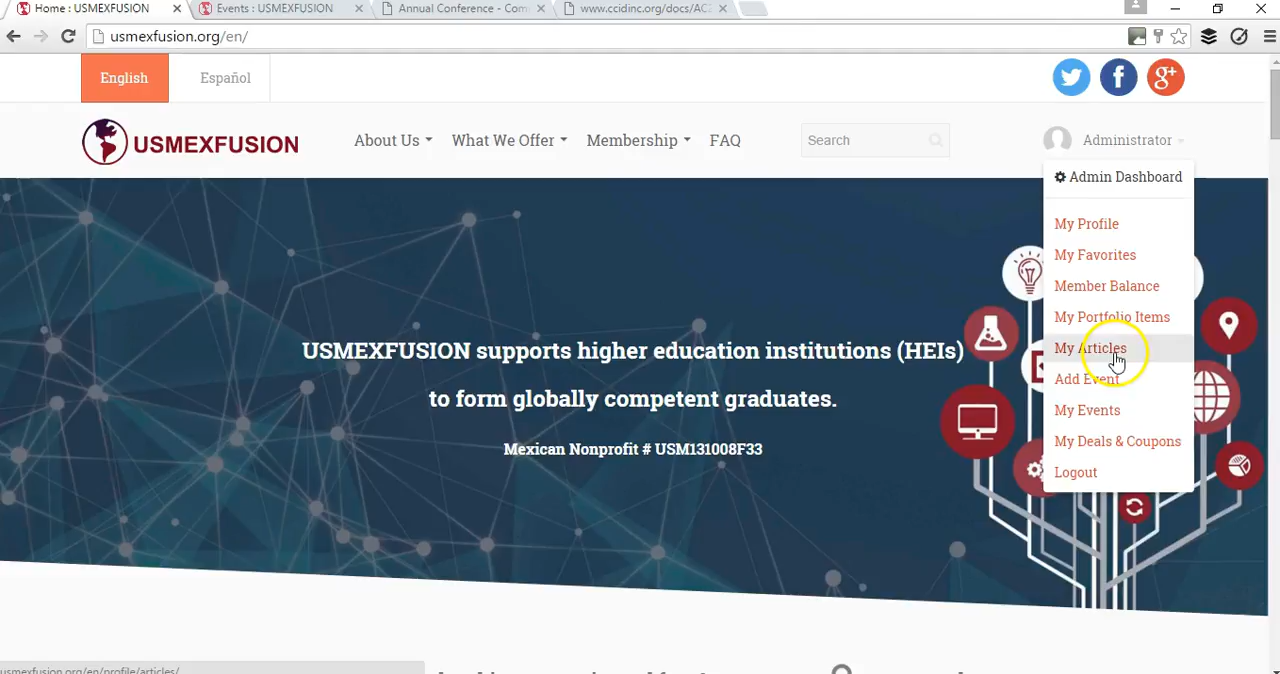 Home : USMEXFUSION
Events : USMEXFUSION
Annual Conference - Com
www.ccidinc.org/docs/AC
usmexfusion.org/en/
English
Español
USMEXFUSION
About Us
What We Offer
Membership
FAQ
Search
Administrator
Admin Dashboard
My Profile
My Favorites
Member Balance
My Portfolio Items
My Articles
Add Event
My Events
My Deals & Coupons
Logout
USMEXFUSION supports higher education institutions (HEIs)
to form globally competent graduates.
Mexican Nonprofit # USM131008F33
usmexfusion.org/en/profile/articles/